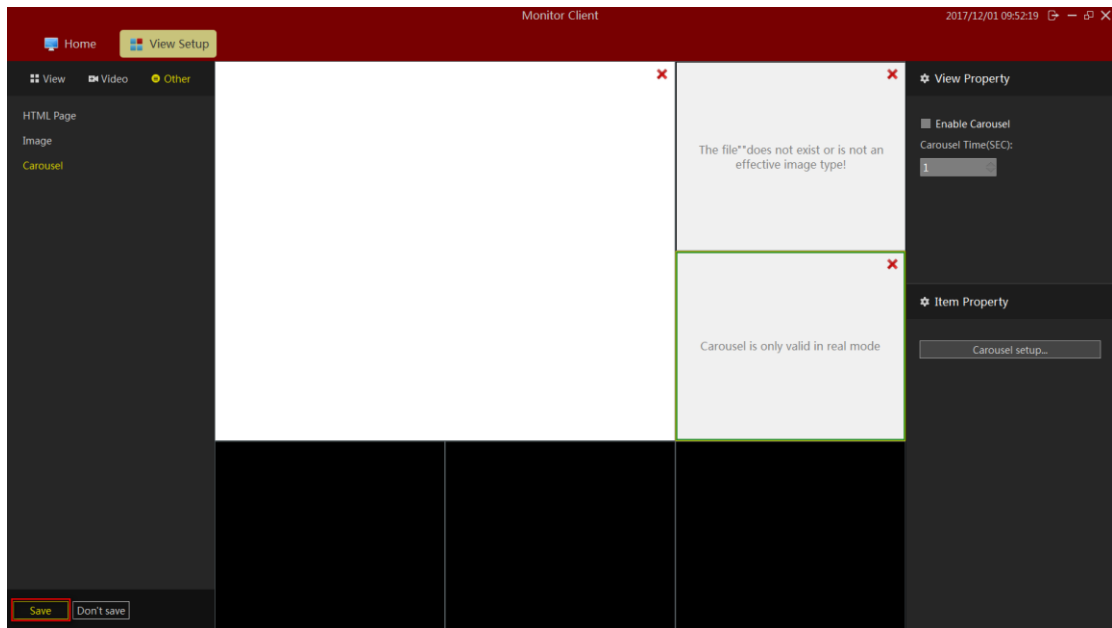 Monitor Client
2017/12/01 09:52:19
Home
View Setup
View
Video
Other
HTML Page
Image
Carousel
The file""does not exist or is not an
effective image type!
Carousel is only valid in real mode
View Property
Enable Carousel
Carousel Time(SEC):
1
Item Property
Carousel setup...
Save
Don't save